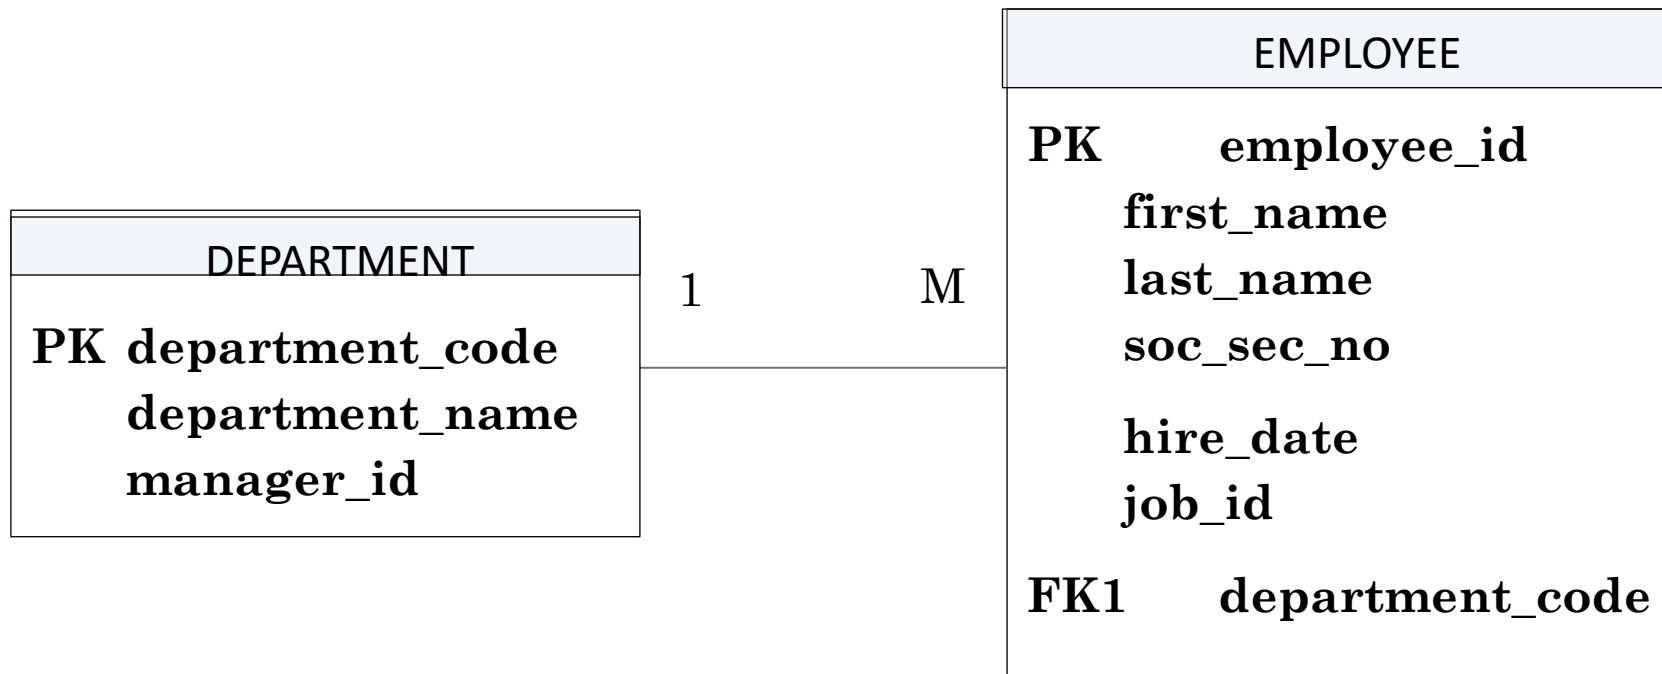 DEPARTMENT
PK department_code
department_name
manager_id
1 M
EMPLOYEE
PK employee_id
first_name
last_name
soc_sec_no
hire_date
job_id
FK1 department_code